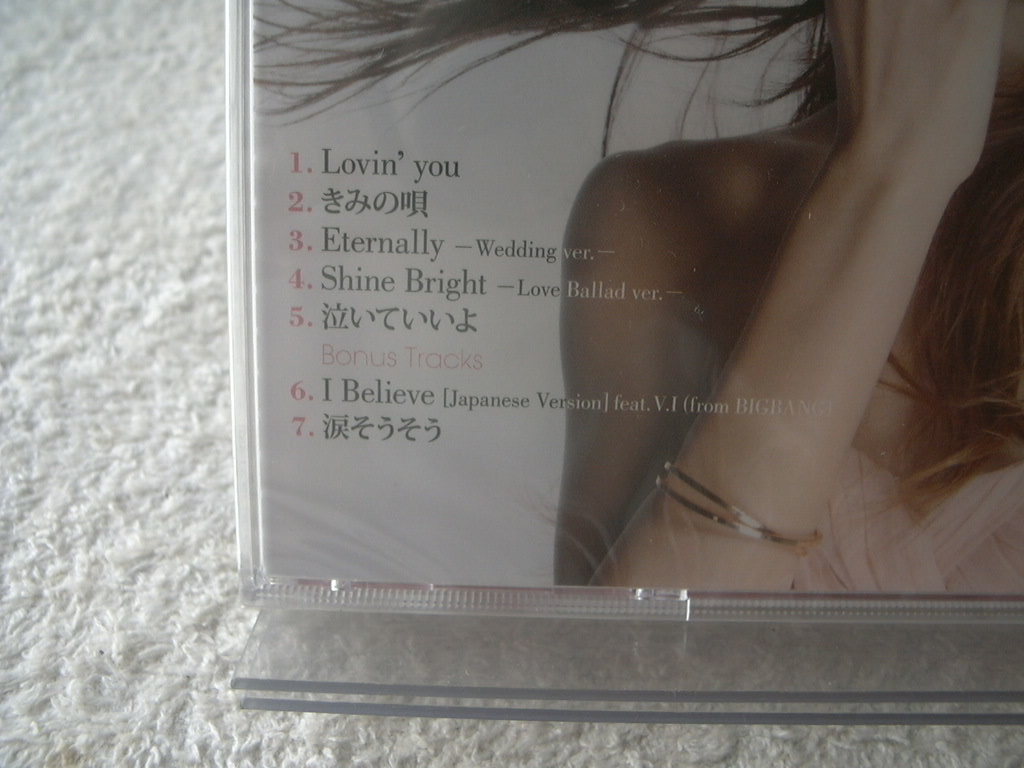 1. Lovin' you
2. きみの唄
3. Eternally －Wedding ver.－
4. Shine Bright －Love Ballad ver.－
5. 泣いていいよ
Bonus Tracks
6. I Believe [Japanese Version] feat. V.I (from BIGBANG)
7. 涙そうそう